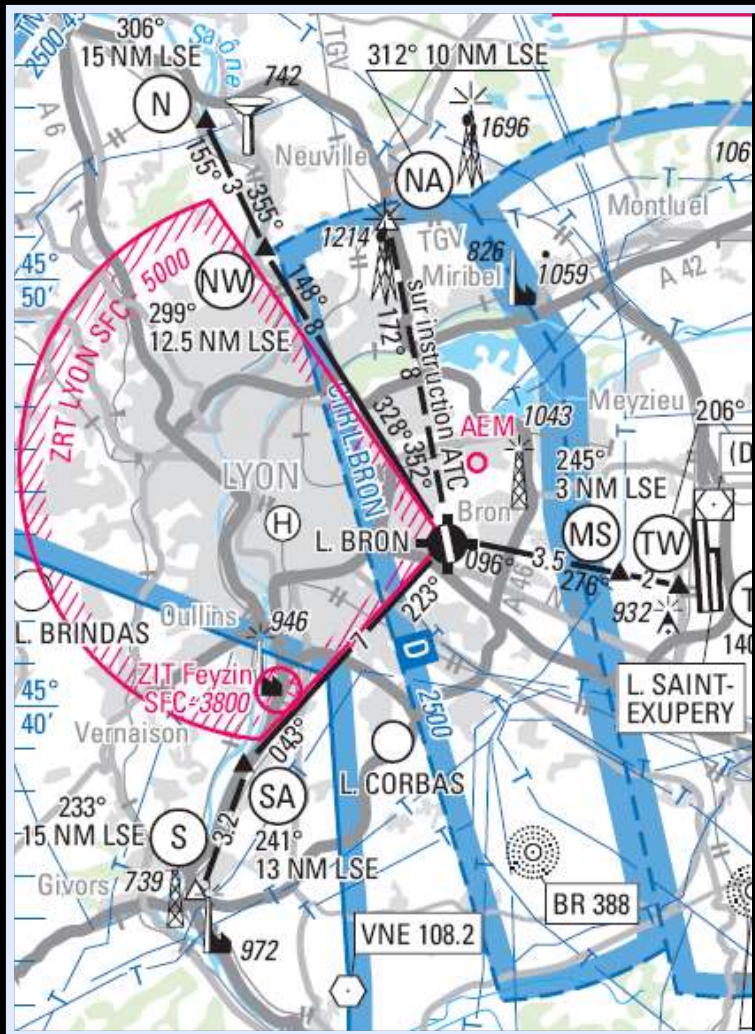 306°
15 NM LSE
Saône
TGV
312° 10 NM LSE
2500-45
A 6
N
742
1696
Neuville
NA
106
155° 3 355°
Montluel
1214
TGV
Miribel
826
1059
A 42
45°
50'
ZRT LYON SFC - 5000
NW
299°
12.5 NM LSE
148° 8 328°
172° 8 352°
sur instruction ATC
CTR L.BRON
AEM
1043
Meyzieu
206°
(D
LYON
H
L. BRON
Bron
245°
3 NM LSE
MS
TW
096° 3.5 276°
2
A 46
N
932
T
140
L. BRINDAS
Oullins
946
223°
7
043°
D
2500
ZIT Feyzin
SFC-3800
45°
40'
Vernaison
L. SAINT-
EXUPERY
L. CORBAS
233°
15 NM LSE
S
3.2
SA
241°
13 NM LSE
Givors
739
972
VNE 108.2
BR 388